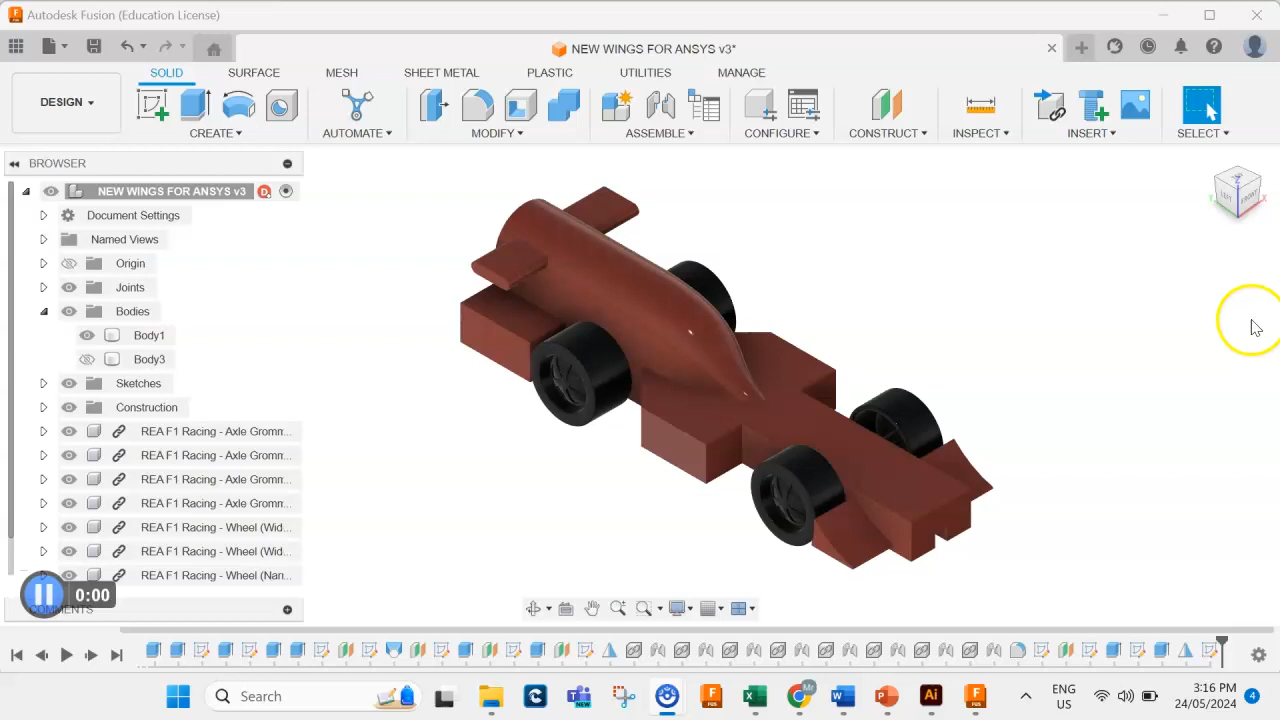 Autodesk Fusion (Education License)
NEW WINGS FOR ANSYS v3*
SOLID SURFACE MESH SHEET METAL PLASTIC UTILITIES MANAGE
DESIGN
CREATE AUTOMATE MODIFY ASSEMBLE CONFIGURE CONSTRUCT INSPECT INSERT SELECT
BROWSER
NEW WINGS FOR ANSYS v3
Document Settings
Named Views
Origin
Joints
Bodies
Body1
Body3
Sketches
Construction
REA F1 Racing - Axle Gromm...
REA F1 Racing - Axle Gromm...
REA F1 Racing - Axle Gromm...
REA F1 Racing - Axle Gromm...
REA F1 Racing - Wheel (Wid...
REA F1 Racing - Wheel (Wid...
REA F1 Racing - Wheel (Nar...
0:00
COMMENTS
LEFT FRONT
Search
ENG
US
3:16 PM
24/05/2024
4